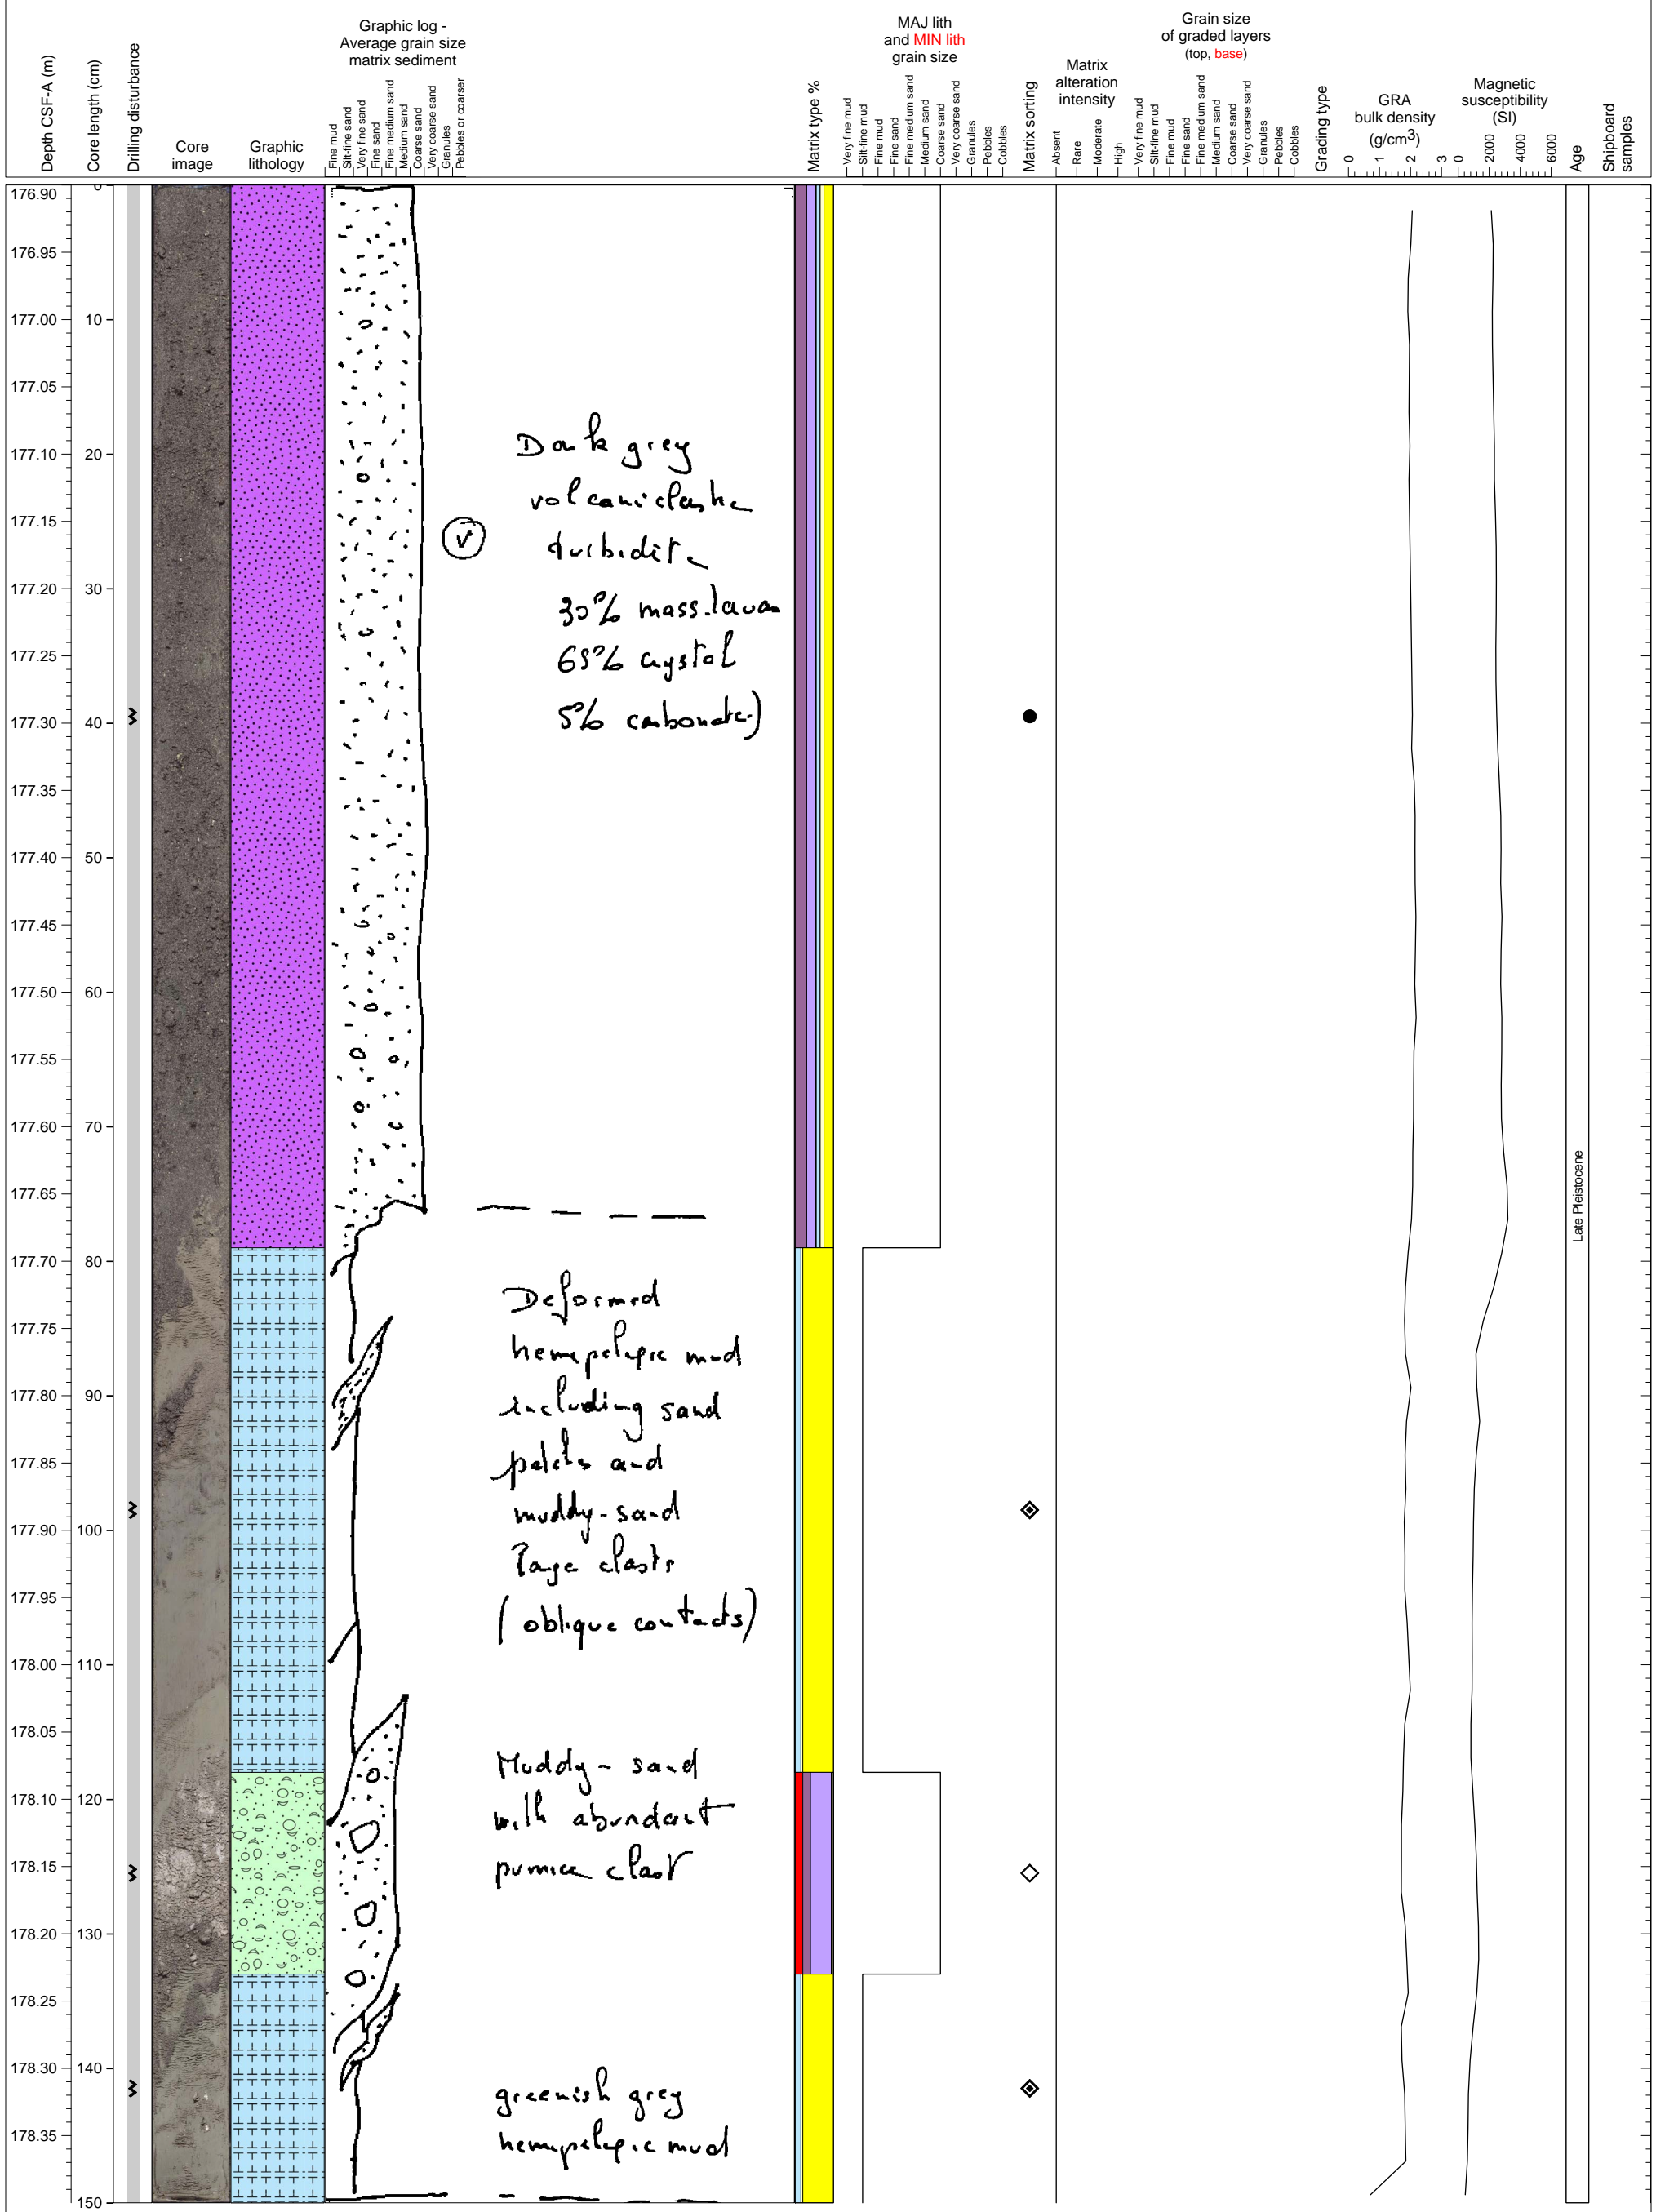 Depth CSF-A (m)
Core length (cm)
Drilling disturbance
Core
image
Graphic
lithology
Graphic log -
Average grain size
matrix sediment
Fine mud
Silt-fine sand
Very fine sand
Fine sand
Fine medium sand
Medium sand
Coarse sand
Very coarse sand
Granules
Pebbles or coarser
Matrix type %
MAJ lith
and MIN lith
grain size
Very fine mud
Silt-fine mud
Fine mud
Fine sand
Fine medium sand
Medium sand
Coarse sand
Very coarse sand
Granules
Pebbles
Cobbles
Matrix sorting
Matrix
alteration
intensity
Absent
Rare
Moderate
High
Grain size
of graded layers
(top, base)
Very fine mud
Silt-fine mud
Fine mud
Fine sand
Fine medium sand
Medium sand
Coarse sand
Very coarse sand
Granules
Pebbles
Cobbles
Grading type
GRA
bulk density
(g/cm3)
0 1 2 3
Magnetic
susceptibility
(SI)
0 2000 4000 6000
Age
Shipboard
samples
176.90 0
176.95
177.00 10
177.05
177.10 20
177.15
177.20 30
177.25
177.30 40
177.35
177.40 50
177.45
177.50 60
177.55
177.60 70
177.65
177.70 80
177.75
177.80 90
177.85
177.90 100
177.95
178.00 110
178.05
178.10 120
178.15
178.20 130
178.25
178.30 140
178.35
150
Dark grey
volcaniclastic
turbidite
V
30% mass.
65% crystal
5% carbonate)
Deformed
hemipelagic mud
including sand
and
muddy-sand
large clasts
(oblique contacts)
Muddy-sand
with abundant
pumice clast
greenish grey
hemipelagic mud
Late Pleistocene